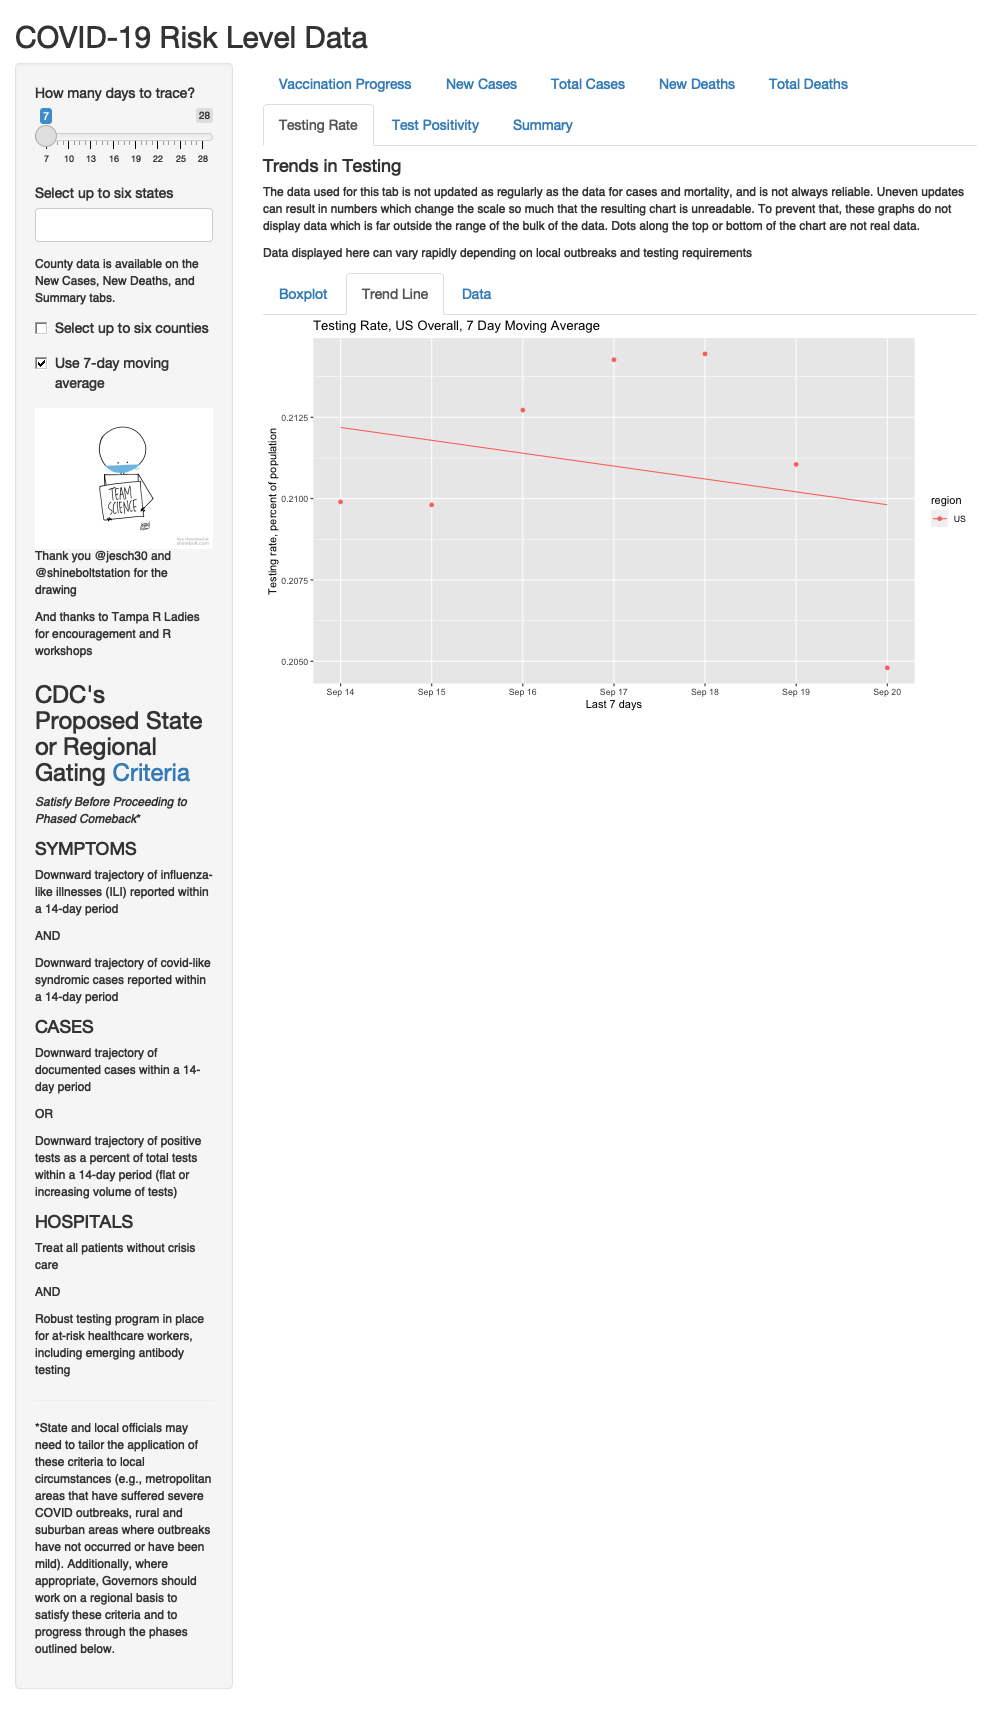 COVID-19 Risk Level Data
How many days to trace?
7
28
7 10 13 16 19 22 25 28
Select up to six states
County data is available on the
New Cases, New Deaths, and
Summary tabs.
Select up to six counties
Use 7-day moving
average
TEAM
SCIENCE
free download at
shinebolt.com
Thank you @jesch30 and
@shineboltstation for the
drawing
And thanks to Tampa R Ladies
for encouragement and R
workshops
CDC's
Proposed State
or Regional
Gating Criteria
Satisfy Before Proceeding to
Phased Comeback*
SYMPTOMS
Downward trajectory of influenza-
like illnesses (ILI) reported within
a 14-day period
AND
Downward trajectory of covid-like
syndromic cases reported within
a 14-day period
CASES
Downward trajectory of
documented cases within a 14-
day period
OR
Downward trajectory of positive
tests as a percent of total tests
within a 14-day period (flat or
increasing volume of tests)
HOSPITALS
Treat all patients without crisis
care
AND
Robust testing program in place
for at-risk healthcare workers,
including emerging antibody
testing
*State and local officials may
need to tailor the application of
these criteria to local
circumstances (e.g., metropolitan
areas that have suffered severe
COVID outbreaks, rural and
suburban areas where outbreaks
have not occurred or have been
mild). Additionally, where
appropriate, Governors should
work on a regional basis to
satisfy these criteria and to
progress through the phases
outlined below.
Vaccination Progress New Cases Total Cases New Deaths Total Deaths
Testing Rate Test Positivity Summary
Trends in Testing
The data used for this tab is not updated as regularly as the data for cases and mortality, and is not always reliable. Uneven updates
can result in numbers which change the scale so much that the resulting chart is unreadable. To prevent that, these graphs do not
display data which is far outside the range of the bulk of the data. Dots along the top or bottom of the chart are not real data.
Data displayed here can vary rapidly depending on local outbreaks and testing requirements
Boxplot Trend Line Data
Testing Rate, US Overall, 7 Day Moving Average
Testing rate, percent of population
0.2125
0.2100
0.2075
0.2050
Sep 14 Sep 15 Sep 16 Sep 17 Sep 18 Sep 19 Sep 20
Last 7 days
region
US